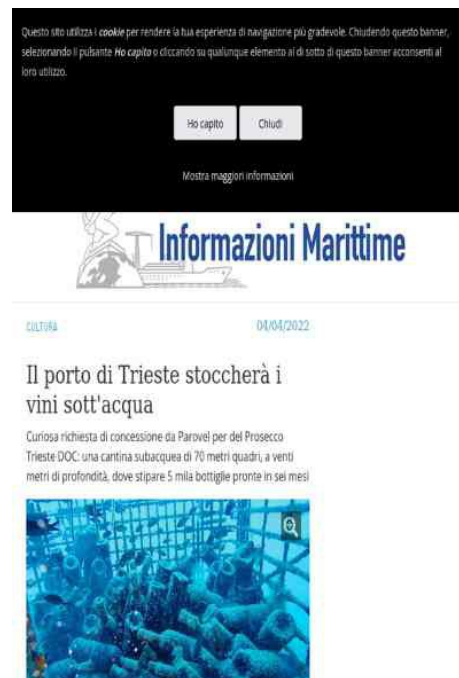 Questo sito utilizza i cookie per rendere la tua esperienza di navigazione più gradevole. Chiudendo questo banner,
selezionando il pulsante Ho capito o cliccando su qualunque elemento al di sotto di questo banner acconsenti al
loro utilizzo.
Ho capito
Chiudi
Mostra maggiori informazioni
Informazioni Marittime
CULTURA
04/04/2022
Il porto di Trieste stoccherà i
vini sott'acqua
Curiosa richiesta di concessione da Parovel per del Prosecco
Trieste DOC: una cantina subacquea di 70 metri quadri, a venti
metri di profondità, dove stipare 5 mila bottiglie pronte in sei mesi